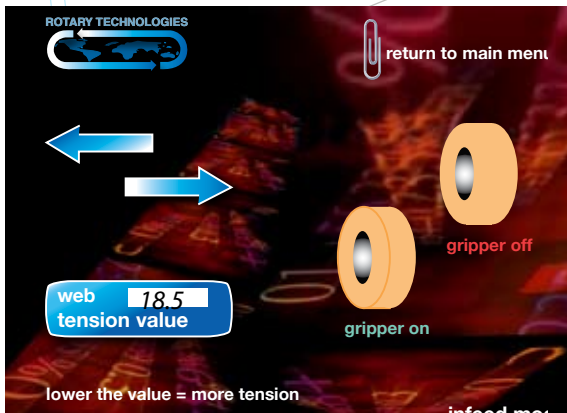 ROTARY TECHNOLOGIES
return to main menu
gripper off
web 18.5
tension value
gripper on
lower the value = more tension
infeed